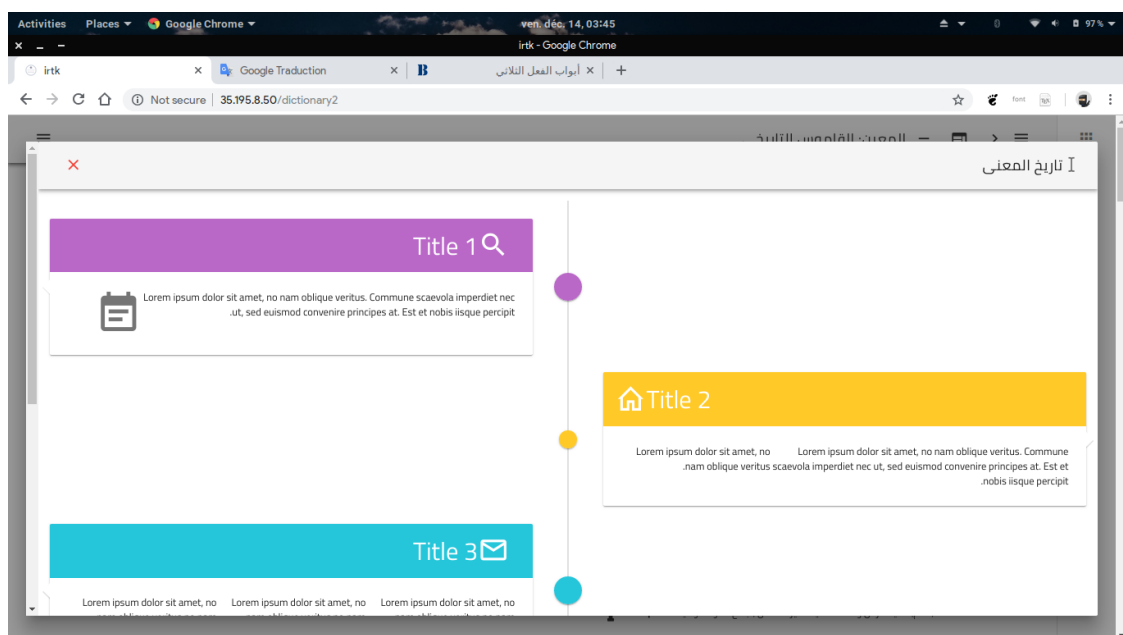 Activities Places Google Chrome ven. déc. 14, 03:45 0 97 %
irtk - Google Chrome
irtk Google Traduction B أبواب الفعل الثلاثي
Not secure 35.195.8.50/dictionary2 font
المعين: القاموس التاريخ
تاريخ المعنى
Title 1
Lorem ipsum dolor sit amet, no nam oblique veritus. Commune scaevola imperdiet nec
.ut, sed euismod convenire principes at. Est et nobis iisque percipit
Title 2
Lorem ipsum dolor sit amet, no
.nam oblique veritus
Lorem ipsum dolor sit amet, no nam oblique veritus. Commune
scaevola imperdiet nec ut, sed euismod convenire principes at. Est et
.nobis iisque percipit
Title 3
Lorem ipsum dolor sit amet, no Lorem ipsum dolor sit amet, no Lorem ipsum dolor sit amet, no